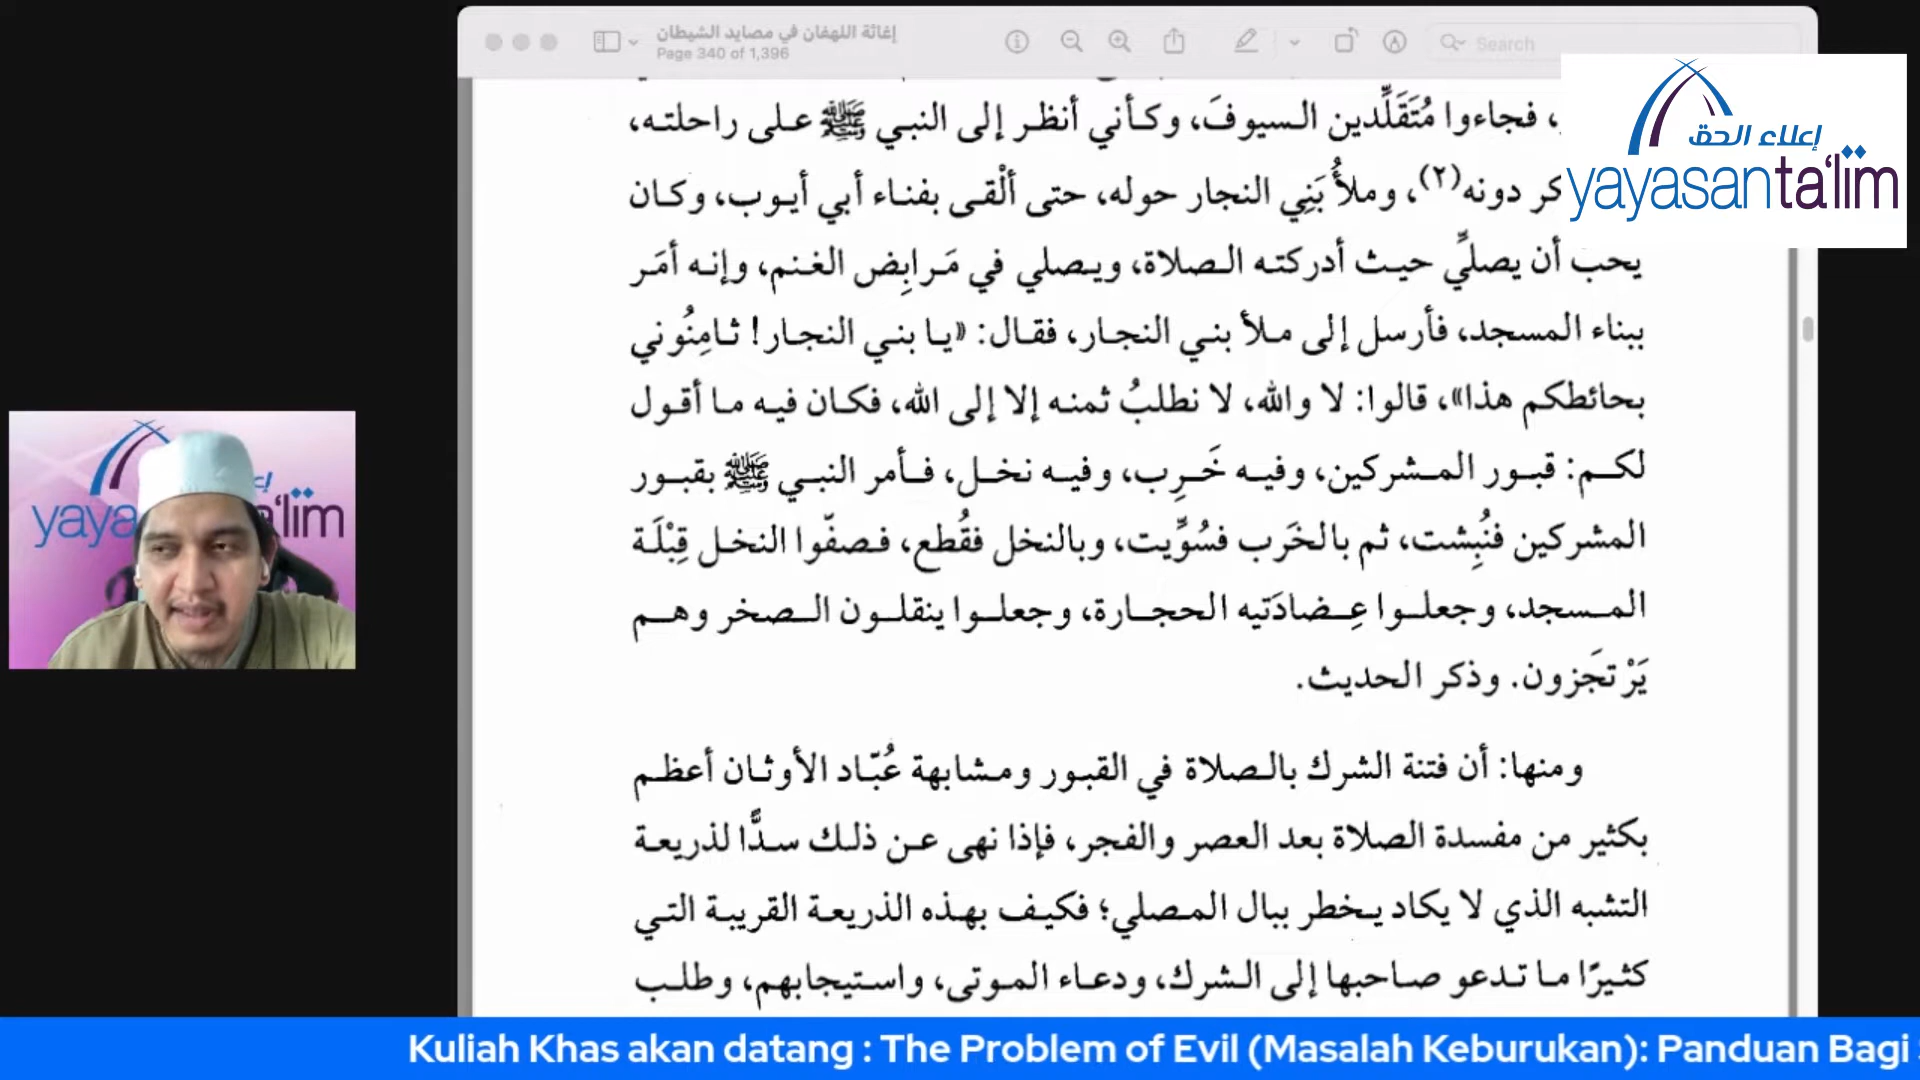 إغاثة اللهفان في مصايد الشيطان
Page 340 of 1,396
Search
إعلاء الحق
yayasanta'lim
فجاءوا مُتَقَلِّدين السيوفَ، وكأني أنظر إلى النبي ﷺ على راحلته،
كر دونه(٢)، وملأُ بَنِي النجار حوله، حتى ألْقى بفناء أبي أيوب، وكان
يحب أن يصلِّي حيث أدركته الصلاة، ويصلي في مَرابِض الغنم، وإنه أمَر
ببناء المسجد، فأرسل إلى ملأ بني النجار، فقال: «يا بني النجار! ثامِنُوني
بحائطكم هذا»، قالوا: لا والله، لا نطلبُ ثمنه إلا إلى الله، فكان فيه ما أقول
لكم: قبور المشركين، وفيه خَرِب، وفيه نخل، فأمر النبي ﷺ بقبور
المشركين فنُبِشت، ثم بالخَرب فسُوِّيت، وبالنخل فقُطع، فصفّوا النخل قِبْلَة
المسجد، وجعلوا عِضادَتيه الحجارة، وجعلوا ينقلون الصخر وهم
يَرْتجَزون. وذكر الحديث.
ومنها: أن فتنة الشرك بالصلاة في القبور ومشابهة عُبّاد الأوثان أعظم
بكثير من مفسدة الصلاة بعد العصر والفجر، فإذا نهى عن ذلك سدًّا لذريعة
التشبه الذي لا يكاد يخطر ببال المصلي؛ فكيف بهذه الذريعة القريبة التي
كثيرًا ما تدعو صاحبها إلى الشرك، ودعاء الموتى، واستيجابهم، وطلب
yaya
a'lim
Kuliah Khas akan datang : The Problem of Evil (Masalah Keburukan): Panduan Bagi